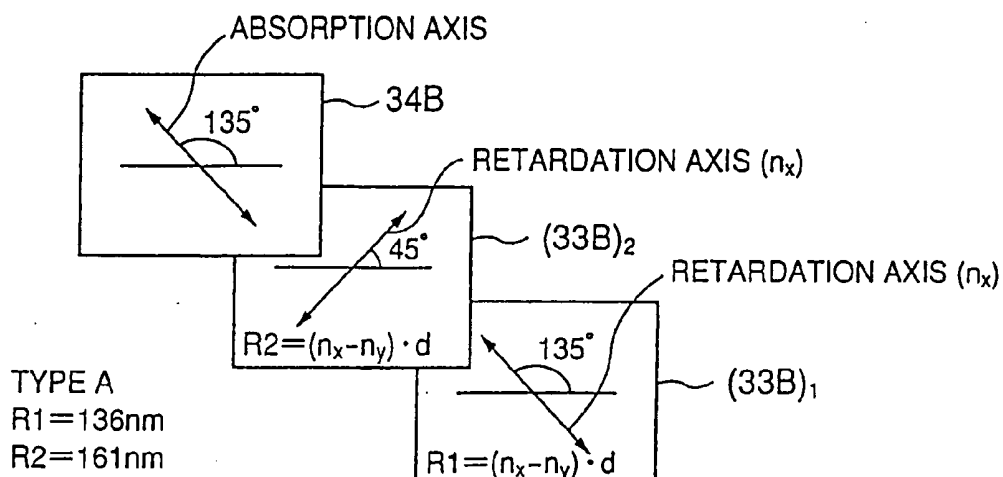 ABSORPTION AXIS
34B
135°
RETARDATION AXIS (nx)
(33B)2
45°
RETARDATION AXIS (nx)
R2=(nx-ny)·d
135°
(33B)1
TYPE A
R1=136nm
R2=161nm
R1=(nx-ny)·d